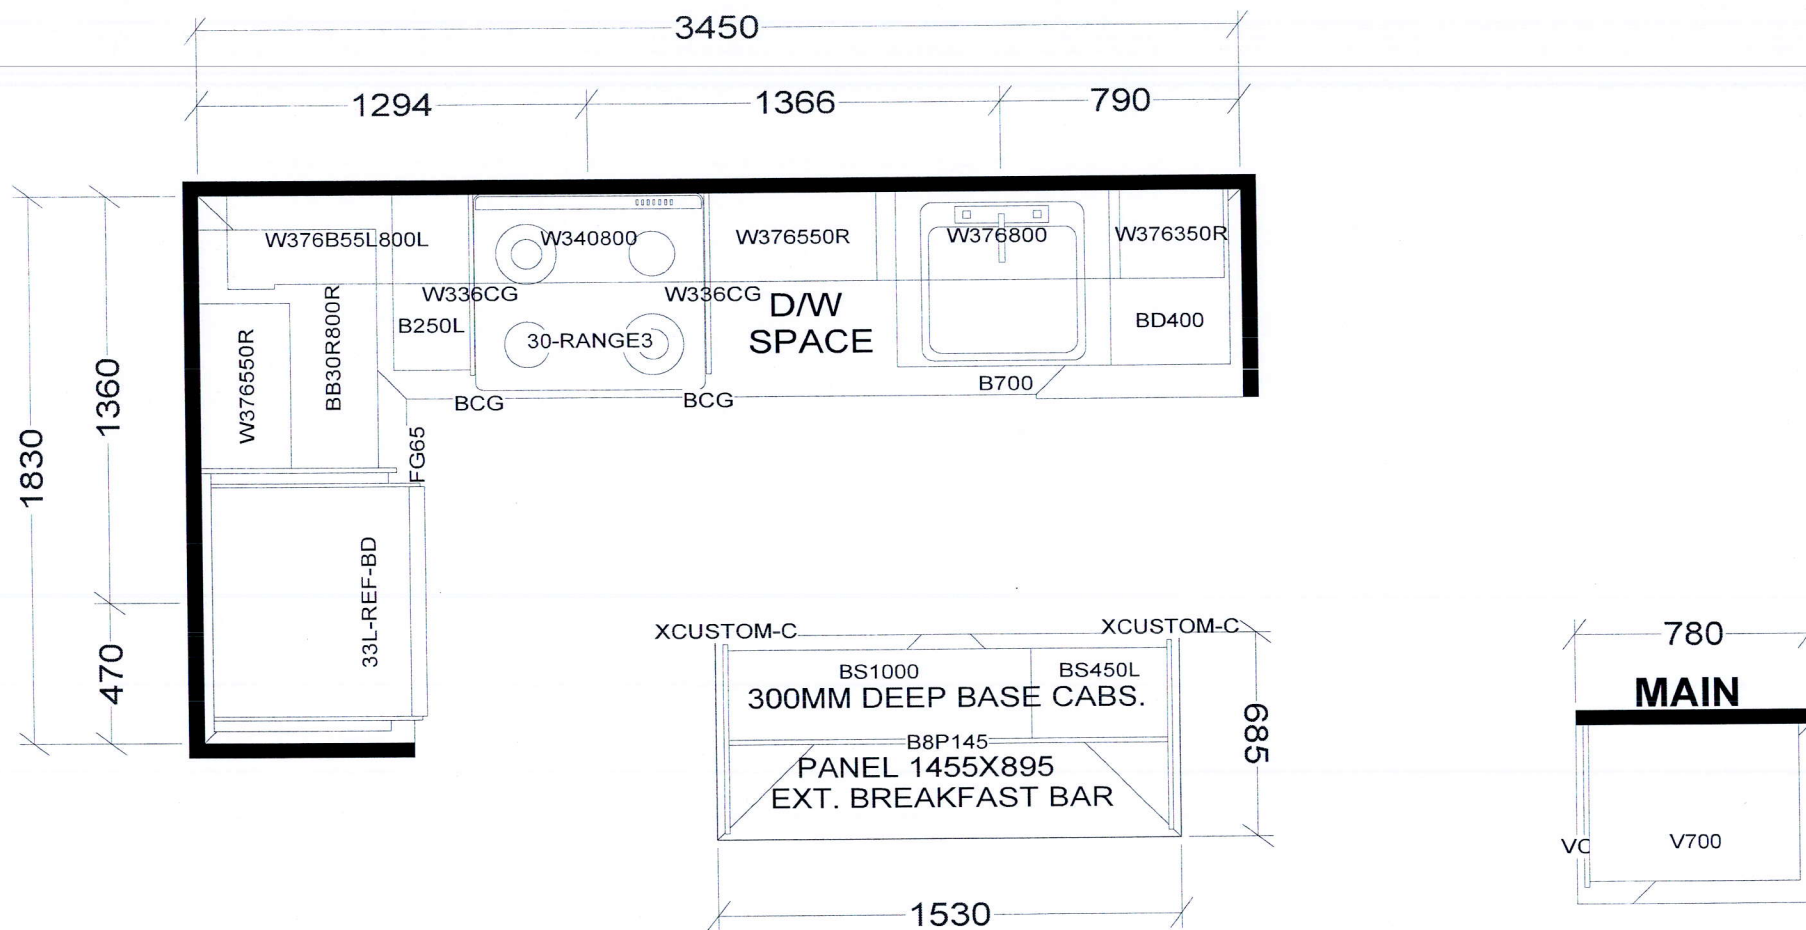 3450
1294
1366
790
W376B55L800L
W340800
W376550R
W376800
W376350R
W336CG
W336CG
D/W
SPACE
B250L
30-RANGE3
BD400
W376550R
BB30R800R
B700
BCG
BCG
FG65
1830
1360
470
33L-REF-BD
XCUSTOM-C
XCUSTOM-C
BS1000
BS450L
300MM DEEP BASE CABS.
B8P145
PANEL 1455X895
EXT. BREAKFAST BAR
685
1530
780
MAIN
VC
V700